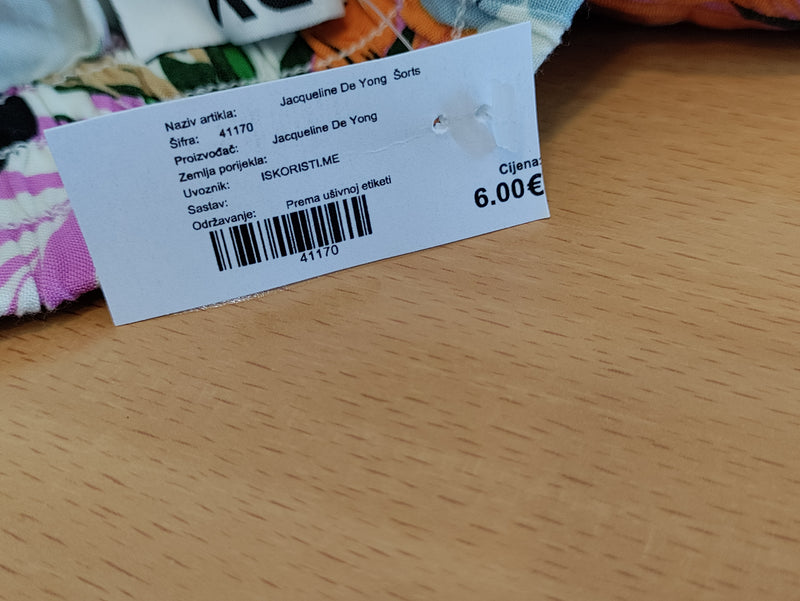 Naziv artikla: Jacqueline De Yong Šorts
Šifra: 41170
Proizvođač: Jacqueline De Yong
Zemlja porijekla:
Uvoznik: ISKORISTI.ME
Sastav:
Održavanje: Prema ušivnoj etiketi
41170
Cijena:
6.00€